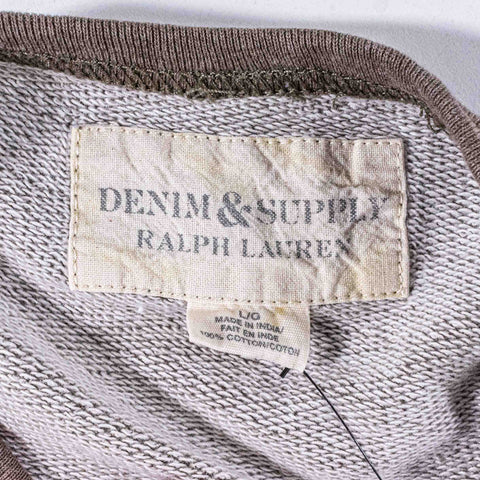 DENIM & SUPPLY
RALPH LAUREN
L/G
MADE IN INDIA/
FAIT EN INDE
100% COTTON/COTON